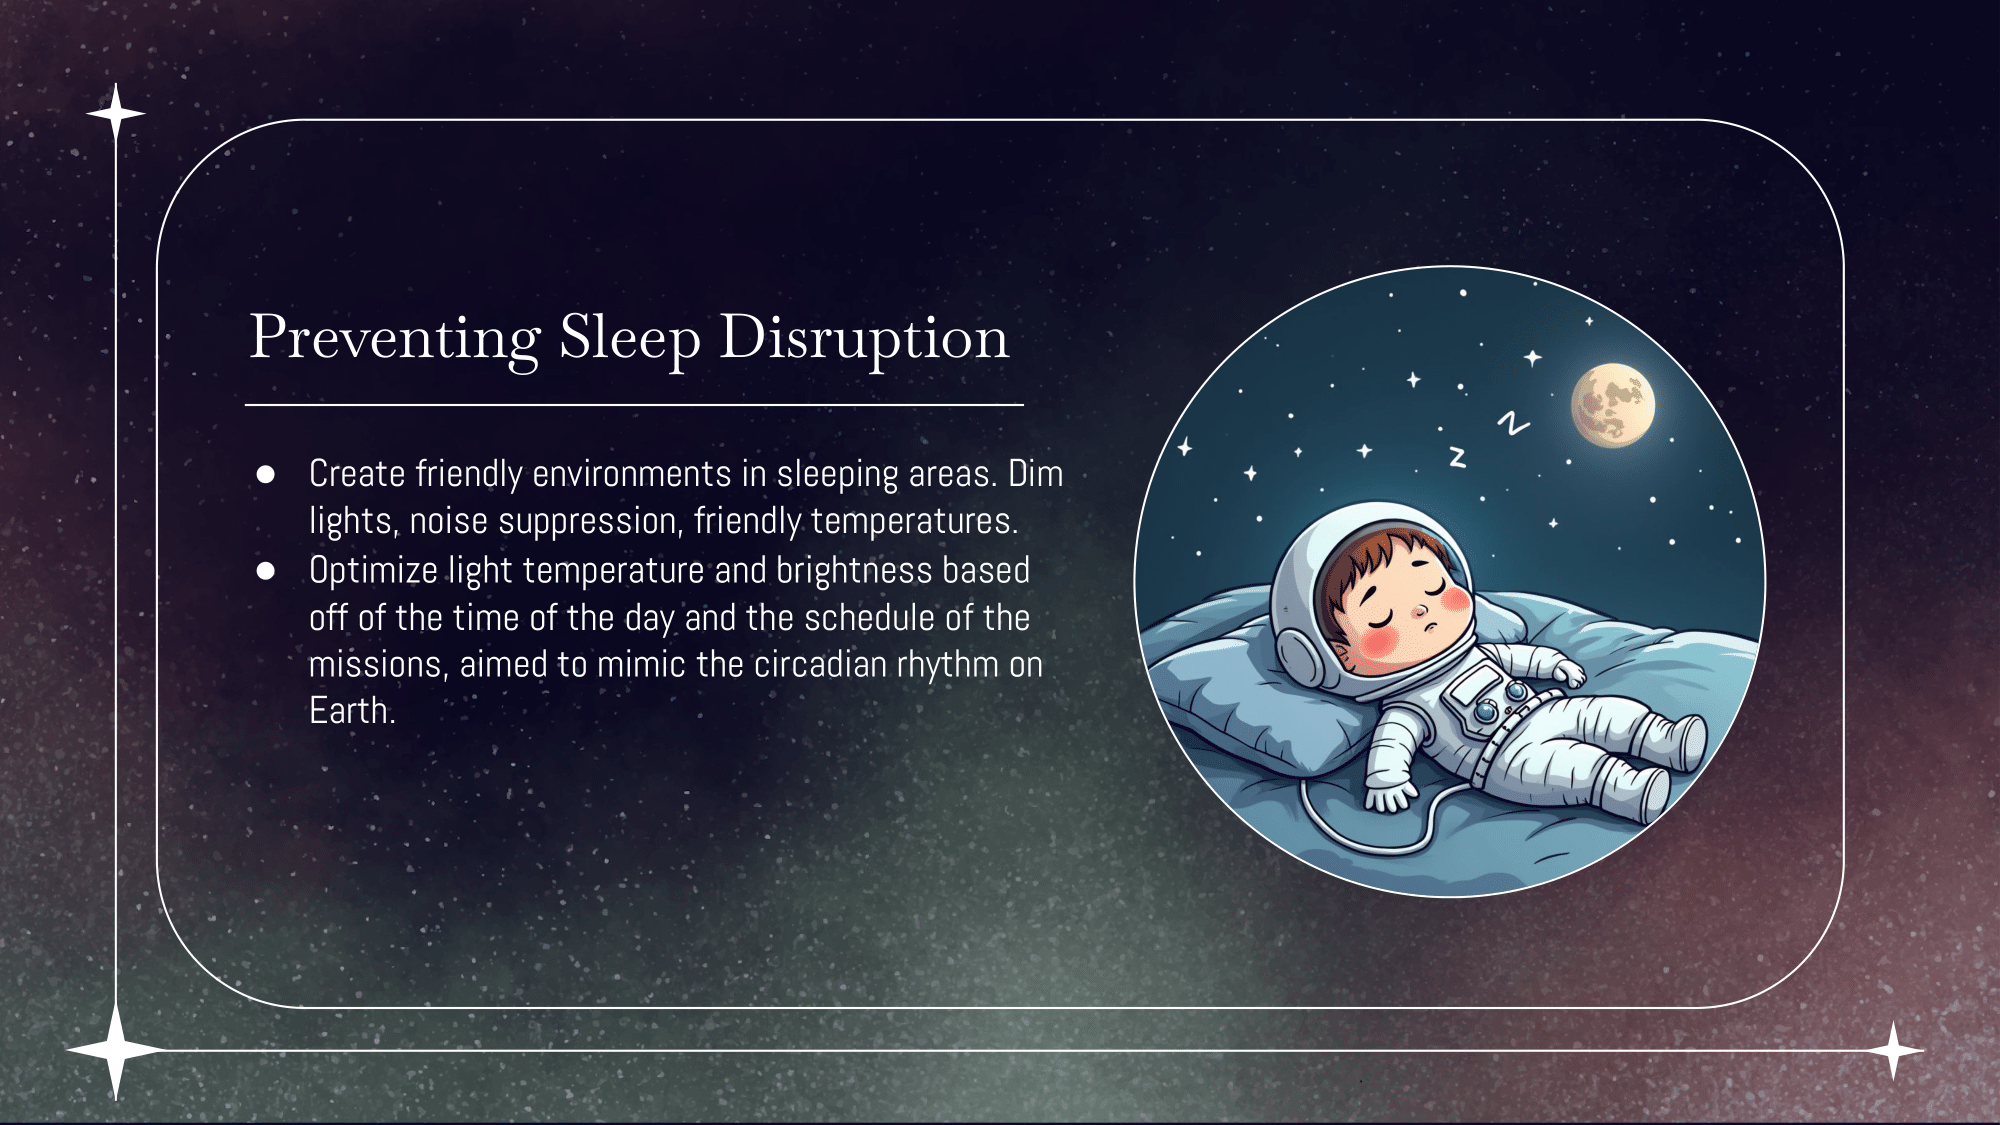 Preventing Sleep Disruption
● Create friendly environments in sleeping areas. Dim
lights, noise suppression, friendly temperatures.
● Optimize light temperature and brightness based
off of the time of the day and the schedule of the
missions, aimed to mimic the circadian rhythm on
Earth.
Z
z